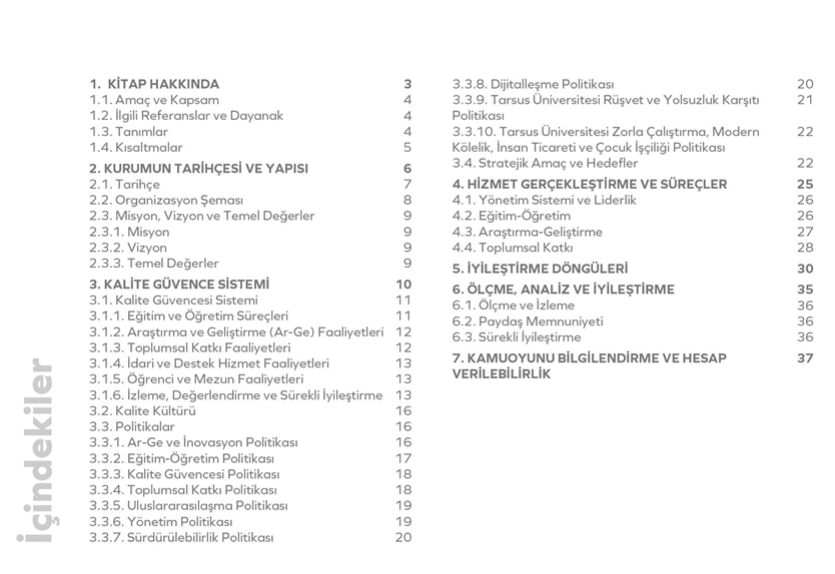 İçindekiler
1. KİTAP HAKKINDA 3
1.1. Amaç ve Kapsam 4
1.2. İlgili Referanslar ve Dayanak 4
1.3. Tanımlar 4
1.4. Kısaltmalar 5
2. KURUMUN TARİHÇESİ VE YAPISI 6
2.1. Tarihçe 7
2.2. Organizasyon Şeması 8
2.3. Misyon, Vizyon ve Temel Değerler 9
2.3.1. Misyon 9
2.3.2. Vizyon 9
2.3.3. Temel Değerler 9
3. KALİTE GÜVENCE SİSTEMİ 10
3.1. Kalite Güvencesi Sistemi 11
3.1.1. Eğitim ve Öğretim Süreçleri 11
3.1.2. Araştırma ve Geliştirme (Ar-Ge) Faaliyetleri 12
3.1.3. Toplumsal Katkı Faaliyetleri 12
3.1.4. İdari ve Destek Hizmet Faaliyetleri 13
3.1.5. Öğrenci ve Mezun Faaliyetleri 13
3.1.6. İzleme, Değerlendirme ve Sürekli İyileştirme 13
3.2. Kalite Kültürü 16
3.3. Politikalar 16
3.3.1. Ar-Ge ve İnovasyon Politikası 16
3.3.2. Eğitim-Öğretim Politikası 17
3.3.3. Kalite Güvencesi Politikası 18
3.3.4. Toplumsal Katkı Politikası 18
3.3.5. Uluslararasılaşma Politikası 19
3.3.6. Yönetim Politikası 19
3.3.7. Sürdürülebilirlik Politikası 20
3.3.8. Dijitalleşme Politikası 20
3.3.9. Tarsus Üniversitesi Rüşvet ve Yolsuzluk Karşıtı 21
Politikası
3.3.10. Tarsus Üniversitesi Zorla Çalıştırma, Modern 22
Kölelik, İnsan Ticareti ve Çocuk İşçiliği Politikası
3.4. Stratejik Amaç ve Hedefler 22
4. HİZMET GERÇEKLEŞTİRME VE SÜREÇLER 25
4.1. Yönetim Sistemi ve Liderlik 26
4.2. Eğitim-Öğretim 26
4.3. Araştırma-Geliştirme 27
4.4. Toplumsal Katkı 28
5. İYİLEŞTİRME DÖNGÜLERİ 30
6. ÖLÇME, ANALİZ VE İYİLEŞTİRME 35
6.1. Ölçme ve İzleme 36
6.2. Paydaş Memnuniyeti 36
6.3. Sürekli İyileştirme 36
7. KAMUOYUNU BİLGİLENDİRME VE HESAP 37
VERİLEBİLİRLİK